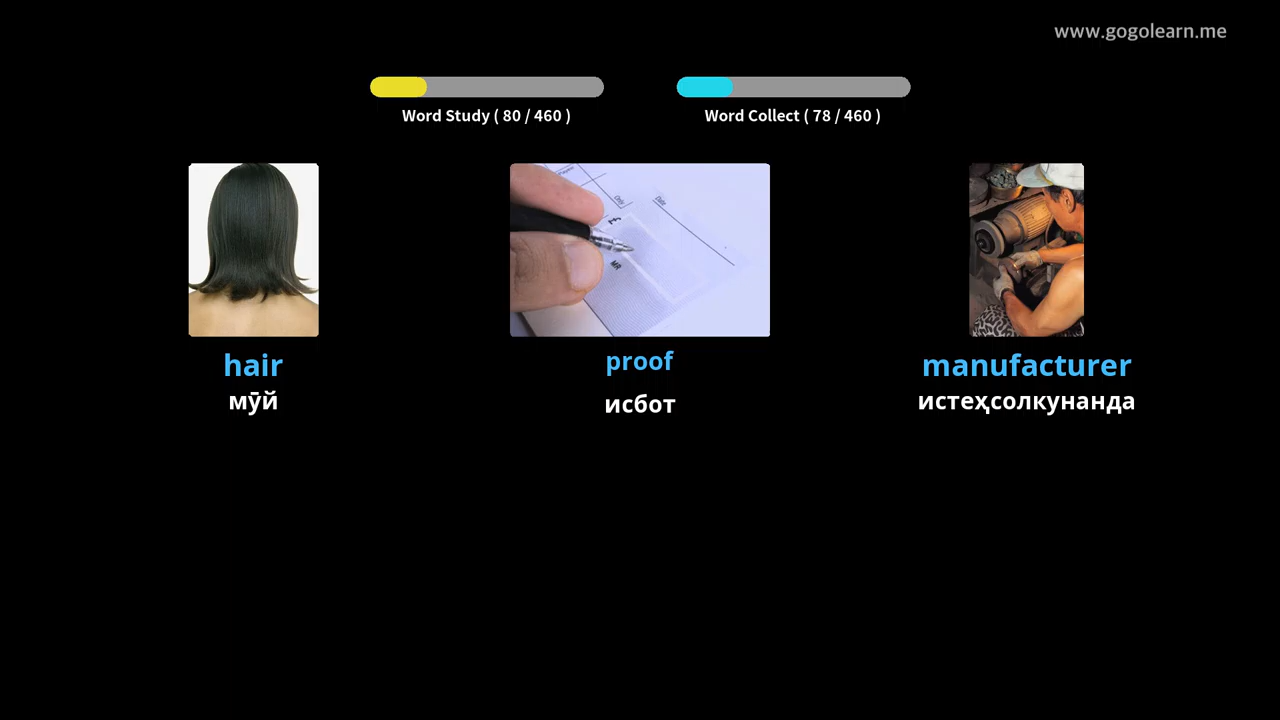 www.gogolearn.me
Word Study ( 80 / 460 )
Word Collect ( 78 / 460 )
hair
proof
manufacturer
мӯй
исбот
истеҳсолкунанда